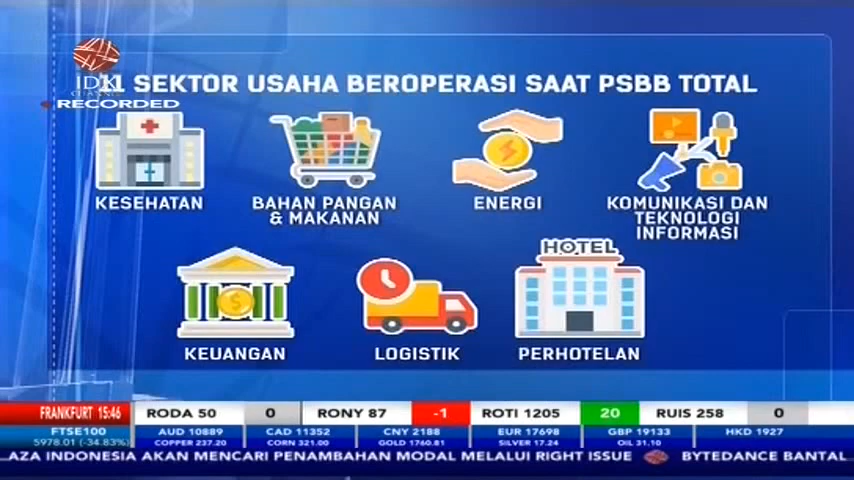 IDX
CHANNEL
RECORDED
11 SEKTOR USAHA BEROPERASI SAAT PSBB TOTAL
KESEHATAN
BAHAN PANGAN
& MAKANAN
ENERGI
KOMUNIKASI DAN
TEKNOLOGI
INFORMASI
HOTEL
KEUANGAN
LOGISTIK
PERHOTELAN
FRANKFURT 15:46
RODA 50 0 RONY 87 -1 ROTI 1205 20 RUIS 258 0
FTSE100
5978.01 (-34.83%)
AUD 10889 CAD 11352 CNY 2188 EUR 17698 GBP 19133 HKD 1927
COPPER 237.20 CORN 321.00 GOLD 1760.81 SILVER 17.24 OIL 31.10
AZA INDONESIA AKAN MENCARI PENAMBAHAN MODAL MELALUI RIGHT ISSUE BYTEDANCE BANTAL